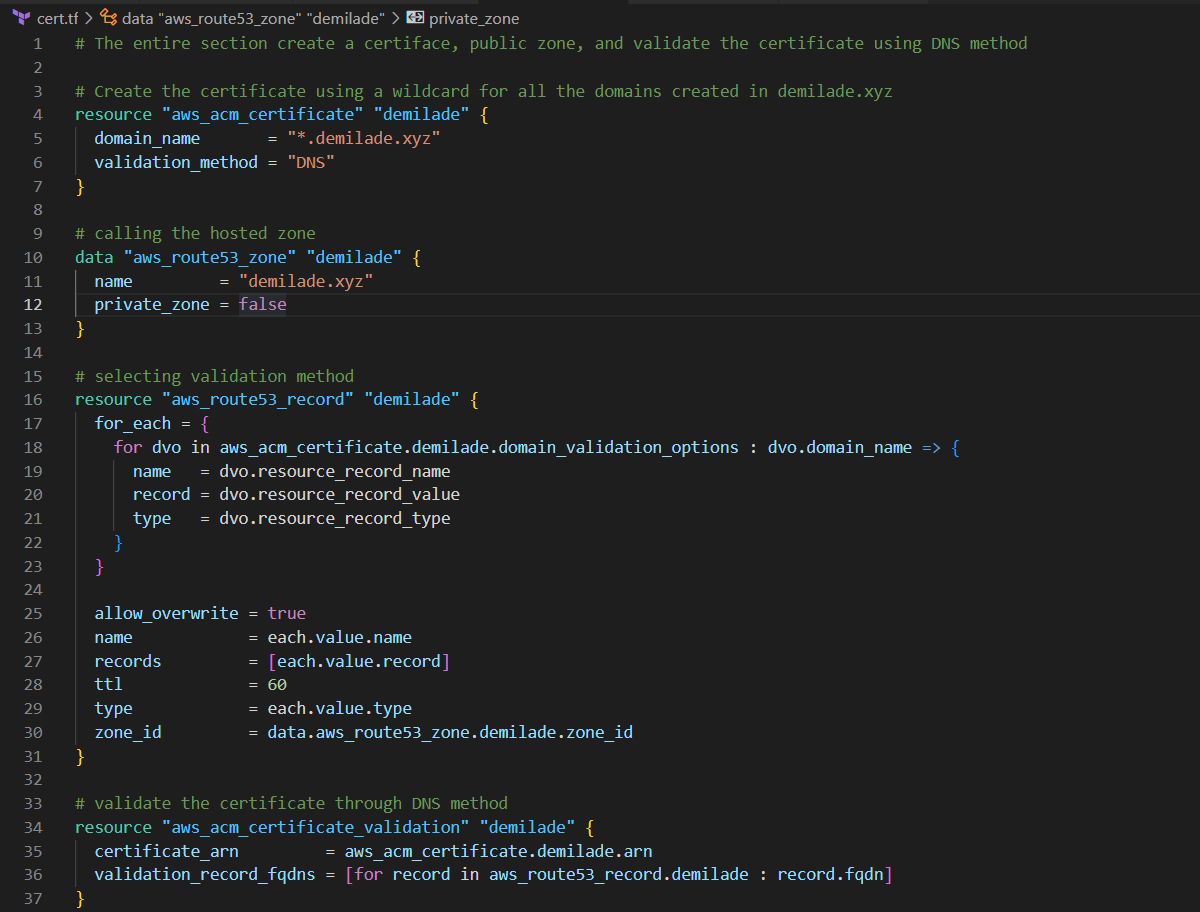 cert.tf > data "aws_route53_zone" "demilade" > private_zone
1 # The entire section create a certiface, public zone, and validate the certificate using DNS method
2
3 # Create the certificate using a wildcard for all the domains created in demilade.xyz
4 resource "aws_acm_certificate" "demilade" {
5   domain_name       = "*.demilade.xyz"
6   validation_method = "DNS"
7 }
8
9 # calling the hosted zone
10 data "aws_route53_zone" "demilade" {
11   name         = "demilade.xyz"
12   private_zone = false
13 }
14
15 # selecting validation method
16 resource "aws_route53_record" "demilade" {
17   for_each = {
18     for dvo in aws_acm_certificate.demilade.domain_validation_options : dvo.domain_name => {
19       name   = dvo.resource_record_name
20       record = dvo.resource_record_value
21       type   = dvo.resource_record_type
22     }
23   }
24
25   allow_overwrite = true
26   name            = each.value.name
27   records         = [each.value.record]
28   ttl             = 60
29   type            = each.value.type
30   zone_id         = data.aws_route53_zone.demilade.zone_id
31 }
32
33 # validate the certificate through DNS method
34 resource "aws_acm_certificate_validation" "demilade" {
35   certificate_arn         = aws_acm_certificate.demilade.arn
36   validation_record_fqdns = [for record in aws_route53_record.demilade : record.fqdn]
37 }